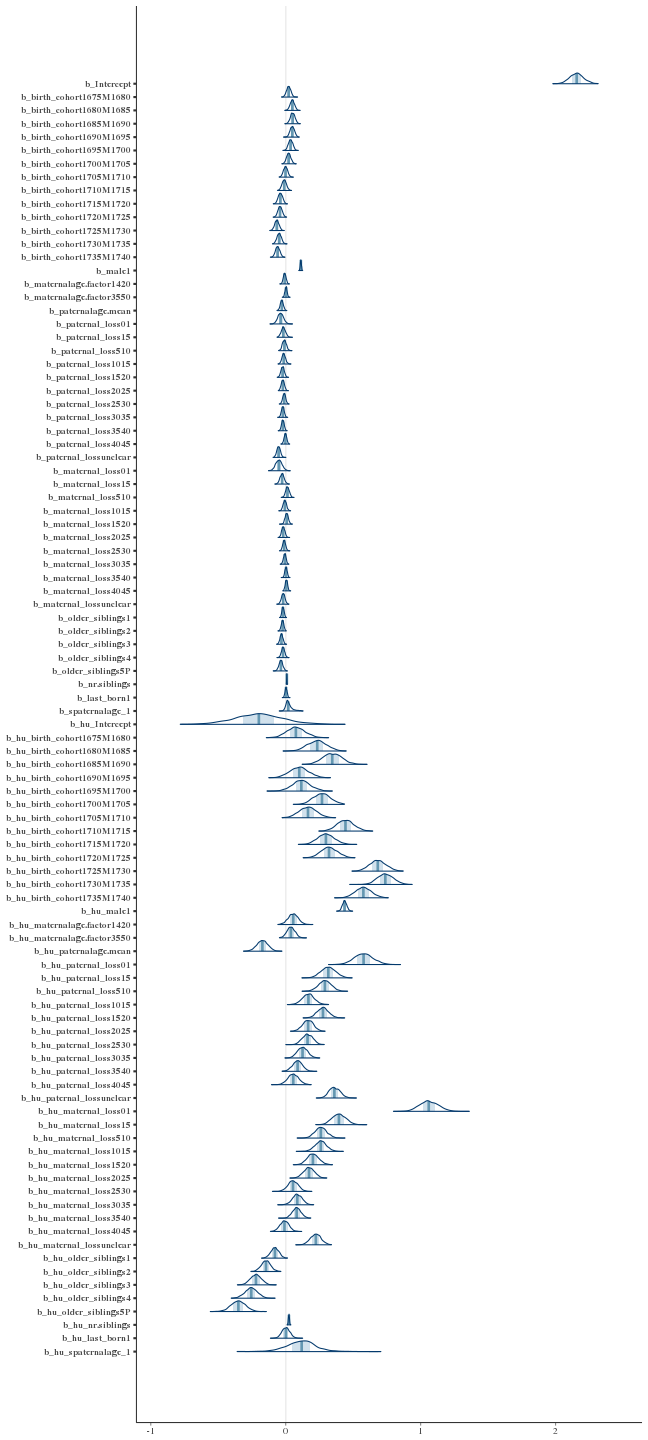 b_Intercept
b_birth_cohort1675M1680
b_birth_cohort1680M1685
b_birth_cohort1685M1690
b_birth_cohort1690M1695
b_birth_cohort1695M1700
b_birth_cohort1700M1705
b_birth_cohort1705M1710
b_birth_cohort1710M1715
b_birth_cohort1715M1720
b_birth_cohort1720M1725
b_birth_cohort1725M1730
b_birth_cohort1730M1735
b_birth_cohort1735M1740
b_male1
b_maternalage.factor1420
b_maternalage.factor3550
b_paternalage.mean
b_paternal_loss01
b_paternal_loss15
b_paternal_loss510
b_paternal_loss1015
b_paternal_loss1520
b_paternal_loss2025
b_paternal_loss2530
b_paternal_loss3035
b_paternal_loss3540
b_paternal_loss4045
b_paternal_lossunclear
b_maternal_loss01
b_maternal_loss15
b_maternal_loss510
b_maternal_loss1015
b_maternal_loss1520
b_maternal_loss2025
b_maternal_loss2530
b_maternal_loss3035
b_maternal_loss3540
b_maternal_loss4045
b_maternal_lossunclear
b_older_siblings1
b_older_siblings2
b_older_siblings3
b_older_siblings4
b_older_siblings5P
b_nr.siblings
b_last_born1
b_spaternalage_1
b_hu_Intercept
b_hu_birth_cohort1675M1680
b_hu_birth_cohort1680M1685
b_hu_birth_cohort1685M1690
b_hu_birth_cohort1690M1695
b_hu_birth_cohort1695M1700
b_hu_birth_cohort1700M1705
b_hu_birth_cohort1705M1710
b_hu_birth_cohort1710M1715
b_hu_birth_cohort1715M1720
b_hu_birth_cohort1720M1725
b_hu_birth_cohort1725M1730
b_hu_birth_cohort1730M1735
b_hu_birth_cohort1735M1740
b_hu_male1
b_hu_maternalage.factor1420
b_hu_maternalage.factor3550
b_hu_paternalage.mean
b_hu_paternal_loss01
b_hu_paternal_loss15
b_hu_paternal_loss510
b_hu_paternal_loss1015
b_hu_paternal_loss1520
b_hu_paternal_loss2025
b_hu_paternal_loss2530
b_hu_paternal_loss3035
b_hu_paternal_loss3540
b_hu_paternal_loss4045
b_hu_paternal_lossunclear
b_hu_maternal_loss01
b_hu_maternal_loss15
b_hu_maternal_loss510
b_hu_maternal_loss1015
b_hu_maternal_loss1520
b_hu_maternal_loss2025
b_hu_maternal_loss2530
b_hu_maternal_loss3035
b_hu_maternal_loss3540
b_hu_maternal_loss4045
b_hu_maternal_lossunclear
b_hu_older_siblings1
b_hu_older_siblings2
b_hu_older_siblings3
b_hu_older_siblings4
b_hu_older_siblings5P
b_hu_nr.siblings
b_hu_last_born1
b_hu_spaternalage_1
-1 0 1 2